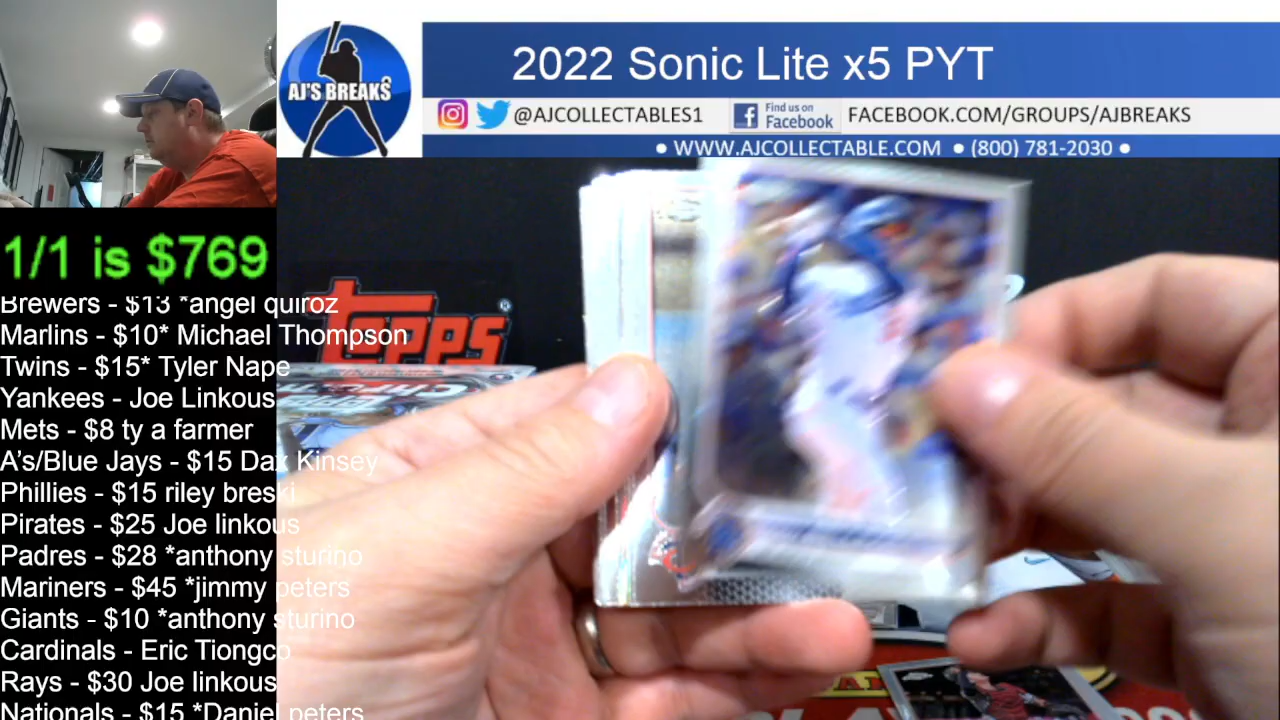 2022 Sonic Lite x5 PYT
AJ'S BREAKS
@AJCOLLECTABLES1 Find us on Facebook FACEBOOK.COM/GROUPS/AJBREAKS
• WWW.AJCOLLECTABLE.COM • (800) 781-2030 •
1/1 is $769
Brewers - $13 *angel quiroz
Marlins - $10* Michael Thompson
Twins - $15* Tyler Nape
Yankees - Joe Linkous
Mets - $8 ty a farmer
A's/Blue Jays - $15 Dax Kinsey
Phillies - $15 riley breski
Pirates - $25 Joe linkous
Padres - $28 *anthony sturino
Mariners - $45 *jimmy peters
Giants - $10 *anthony sturino
Cardinals - Eric Tiongco
Rays - $30 Joe linkous
Nationals - $15 *Daniel peters
Topps ®